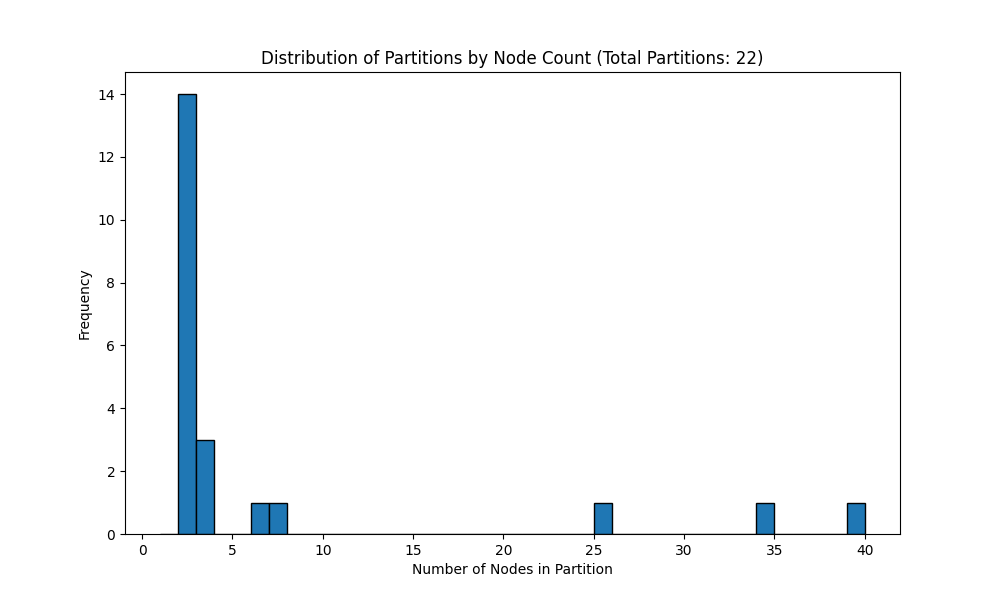 Distribution of Partitions by Node Count (Total Partitions: 22)
14
12
10
8
6
4
2
0
Frequency
0 5 10 15 20 25 30 35 40
Number of Nodes in Partition